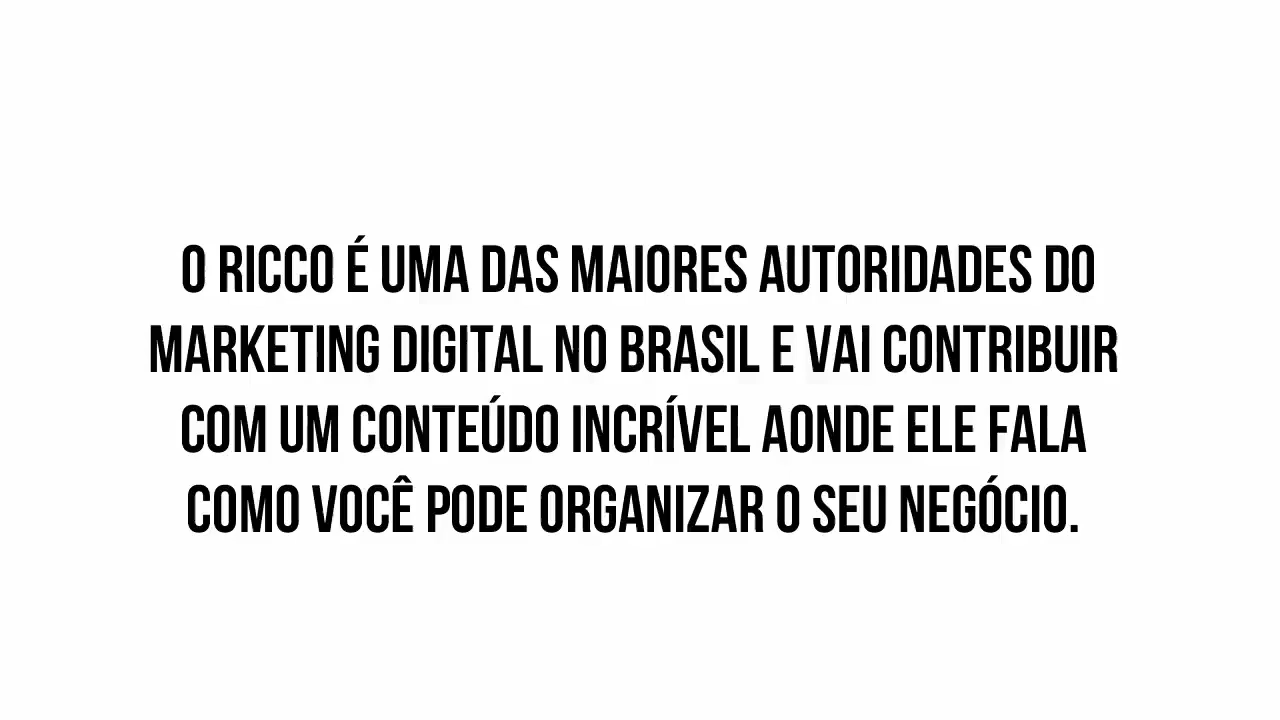 O RICCO É UMA DAS MAIORES AUTORIDADES DO
MARKETING DIGITAL NO BRASIL E VAI CONTRIBUIR
COM UM CONTEÚDO INCRÍVEL AONDE ELE FALA
COMO VOCÊ PODE ORGANIZAR O SEU NEGÓCIO.